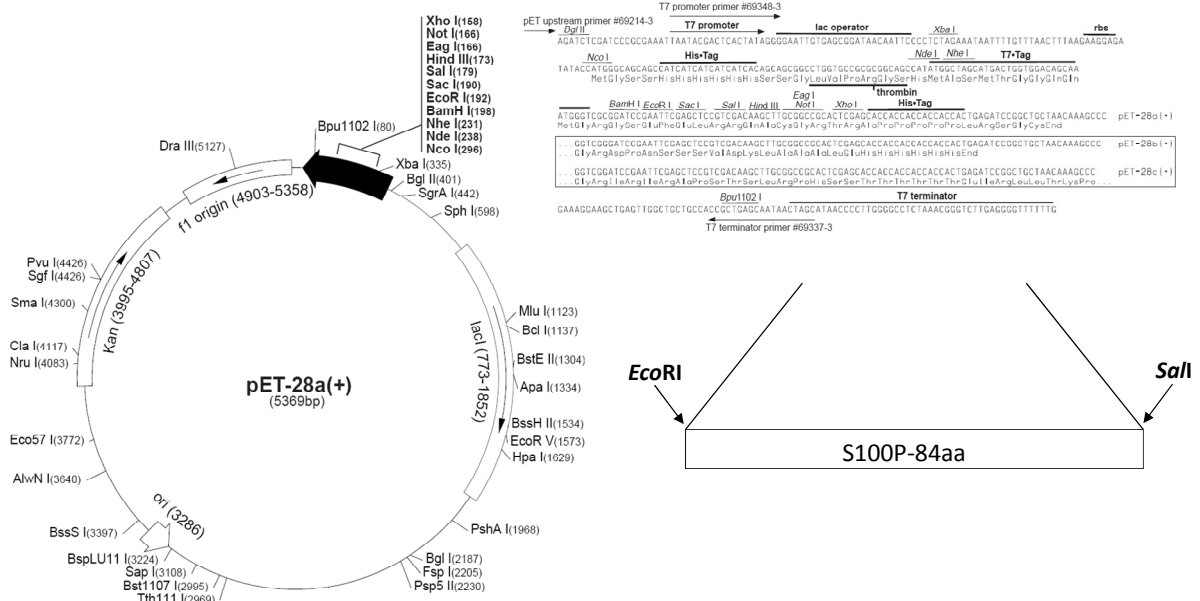 Xho I(158)
Not I(166)
Eag I(166)
Hind III(173)
Sal I(179)
Sac I(190)
EcoR I(192)
BamH I(198)
Nhe I(231)
Nde I(238)
Nco I(296)
Bpu1102 I(80)
Dra III(5127)
Xba I(335)
Bgl II(401)
SgrA I(442)
Sph I(598)
f1 origin (4903-5358)
Kan (3995-4807)
lacI (773-1852)
ori (3286)
Pvu I(4426)
Sgf I(4426)
Sma I(4300)
Cla I(4117)
Nru I(4083)
Eco57 I(3772)
AlwN I(3640)
BssS I(3397)
BspLU11 I(3224)
Sap I(3108)
Bst1107 I(2995)
Tth111 I(2969)
Mlu I(1123)
Bcl I(1137)
BstE II(1304)
Apa I(1334)
BssH II(1534)
EcoR V(1573)
Hpa I(1629)
PshA I(1968)
Bgl I(2187)
Fsp I(2205)
Psp5 II(2230)
pET-28a(+)
(5369bp)
T7 promoter primer #69348-3
pET upstream primer #69214-3
Bgl II T7 promoter lac operator Xba I rbs
AGATCTCGATCCCGCGAAATTAATACGACTCACTATAGGGGAATTGTGAGCGGATAACAATTCCCCTCTAGAAATAATTTTGTTTAACTTTAAGAAGGAGA
Nco I His•Tag Nde I Nhe I T7•Tag
TATACCATGGGCAGCAGCCATCATCATCATCATCACAGCAGCGGCCTGGTGCCGCGCGGCAGCCATATGGCTAGCATGACTGGTGGACAGCAA
MetGlySerSerHisHisHisHisHisHisSerSerGlyLeuValProArgGlySerHisMetAlaSerMetThrGlyGlyGlnGln
thrombin
Eag I
BamH I EcoR I Sac I Sal I Hind III Not I Xho I His•Tag
ATGGGTCGCGGATCCGAATTCGAGCTCCGTCGACAAGCTTGCGGCCGCACTCGAGCACCACCACCACCACCACTGAGATCCGGCTGCTAACAAAGCCC pET-28a(+)
MetGlyArgGlySerGluPheGluLeuArgArgGlnAlaCysGlyArgThrArgAlaProProProProProProLeuArgSerGlyCysEnd
...GGTCGGGATCCGAATTCGAGCTCCGTCGACAAGCTTGCGGCCGCACTCGAGCACCACCACCACCACCACTGAGATCCGGCTGCTAACAAAGCCC pET-28b(+)
GlyArgAspProAsnSerSerSerValAspLysLeuAlaAlaAlaLeuGluHisHisHisHisHisHisEnd
...GGTCGGATCCGAATTCGAGCTCCGTCGACAAGCTTGCGGCCGCACTCGAGCACCACCACCACCACCACTGAGATCCGGCTGCTAACAAAGCCC pET-28c(+)
GlyArgIleArgIleArgAlaProSerThrSerLeuArgProHisSerSerThrThrThrThrThrThrGluIleArgLeuLeuThrLysPro...
Bpu1102 I T7 terminator
GAAAGGAAGCTGAGTTGGCTGCTGCCACCGCTGAGCAATAACTAGCATAACCCCTTGGGGCCTCTAAACGGGTCTTGAGGGGTTTTTTG
T7 terminator primer #69337-3
EcoRI
SalI
S100P-84aa